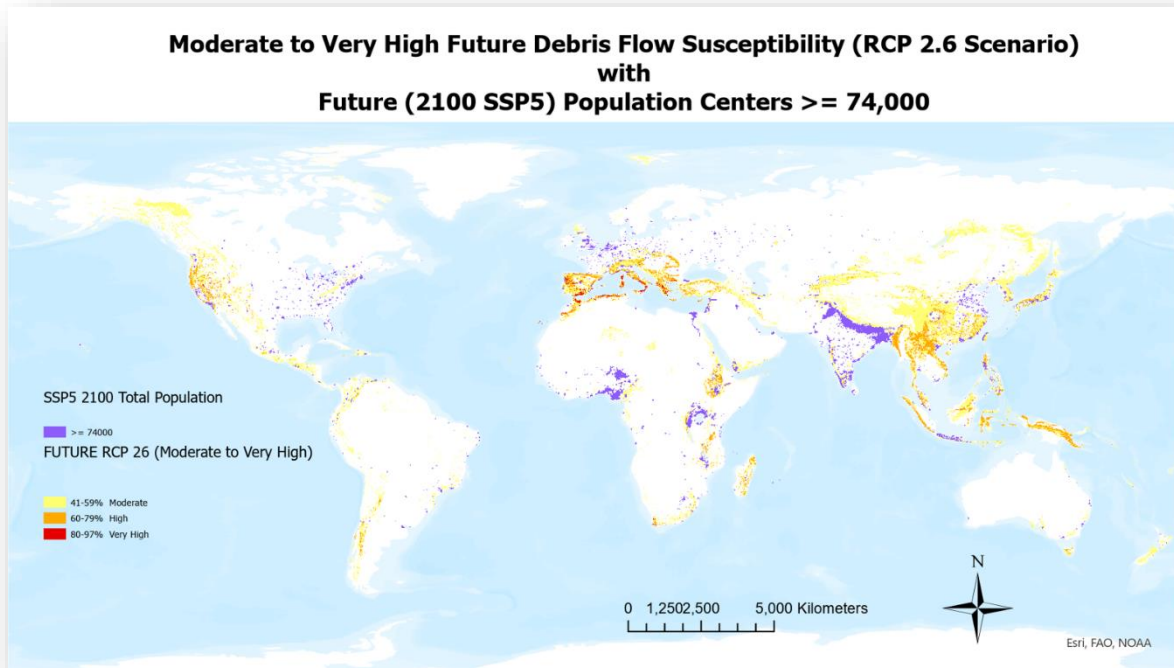 Moderate to Very High Future Debris Flow Susceptibility (RCP 2.6 Scenario)
with
Future (2100 SSP5) Population Centers >= 74,000
SSP5 2100 Total Population
>= 74000
FUTURE RCP 26 (Moderate to Very High)
41-59% Moderate
60-79% High
80-97% Very High
N
0 1,2502,500 5,000 Kilometers
Esri, FAO, NOAA